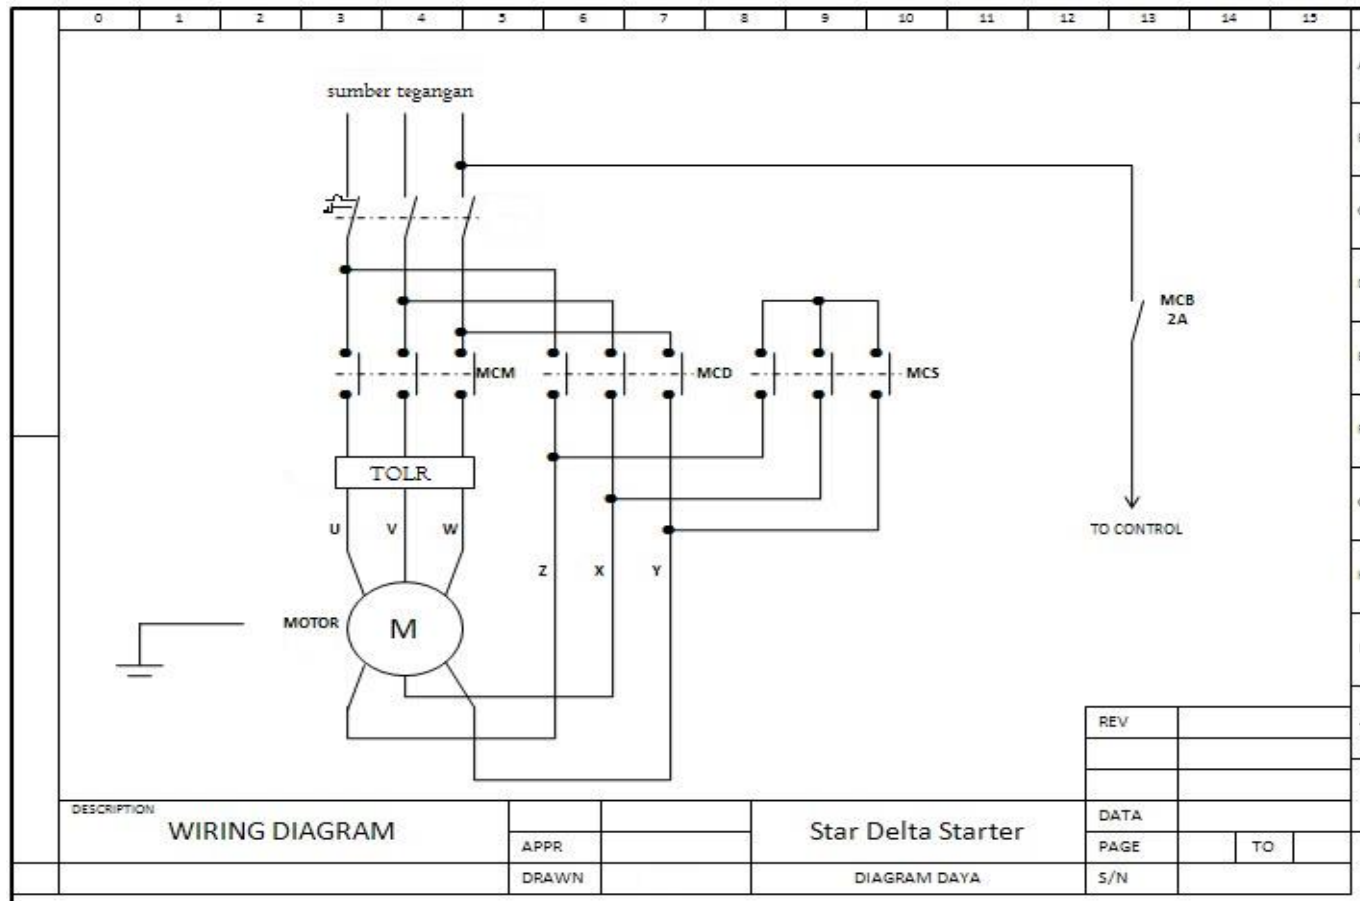 0 1 2 3 4 5 6 7 8 9 10 11 12 13 14 15
sumber tegangan
MCB
2A
MCM
MCD
MCS
TOLR
U V W
TO CONTROL
Z X Y
MOTOR
M
REV
DESCRIPTION
WIRING DIAGRAM
APPR
DRAWN
Star Delta Starter
DIAGRAM DAYA
DATA
PAGE TO
S/N